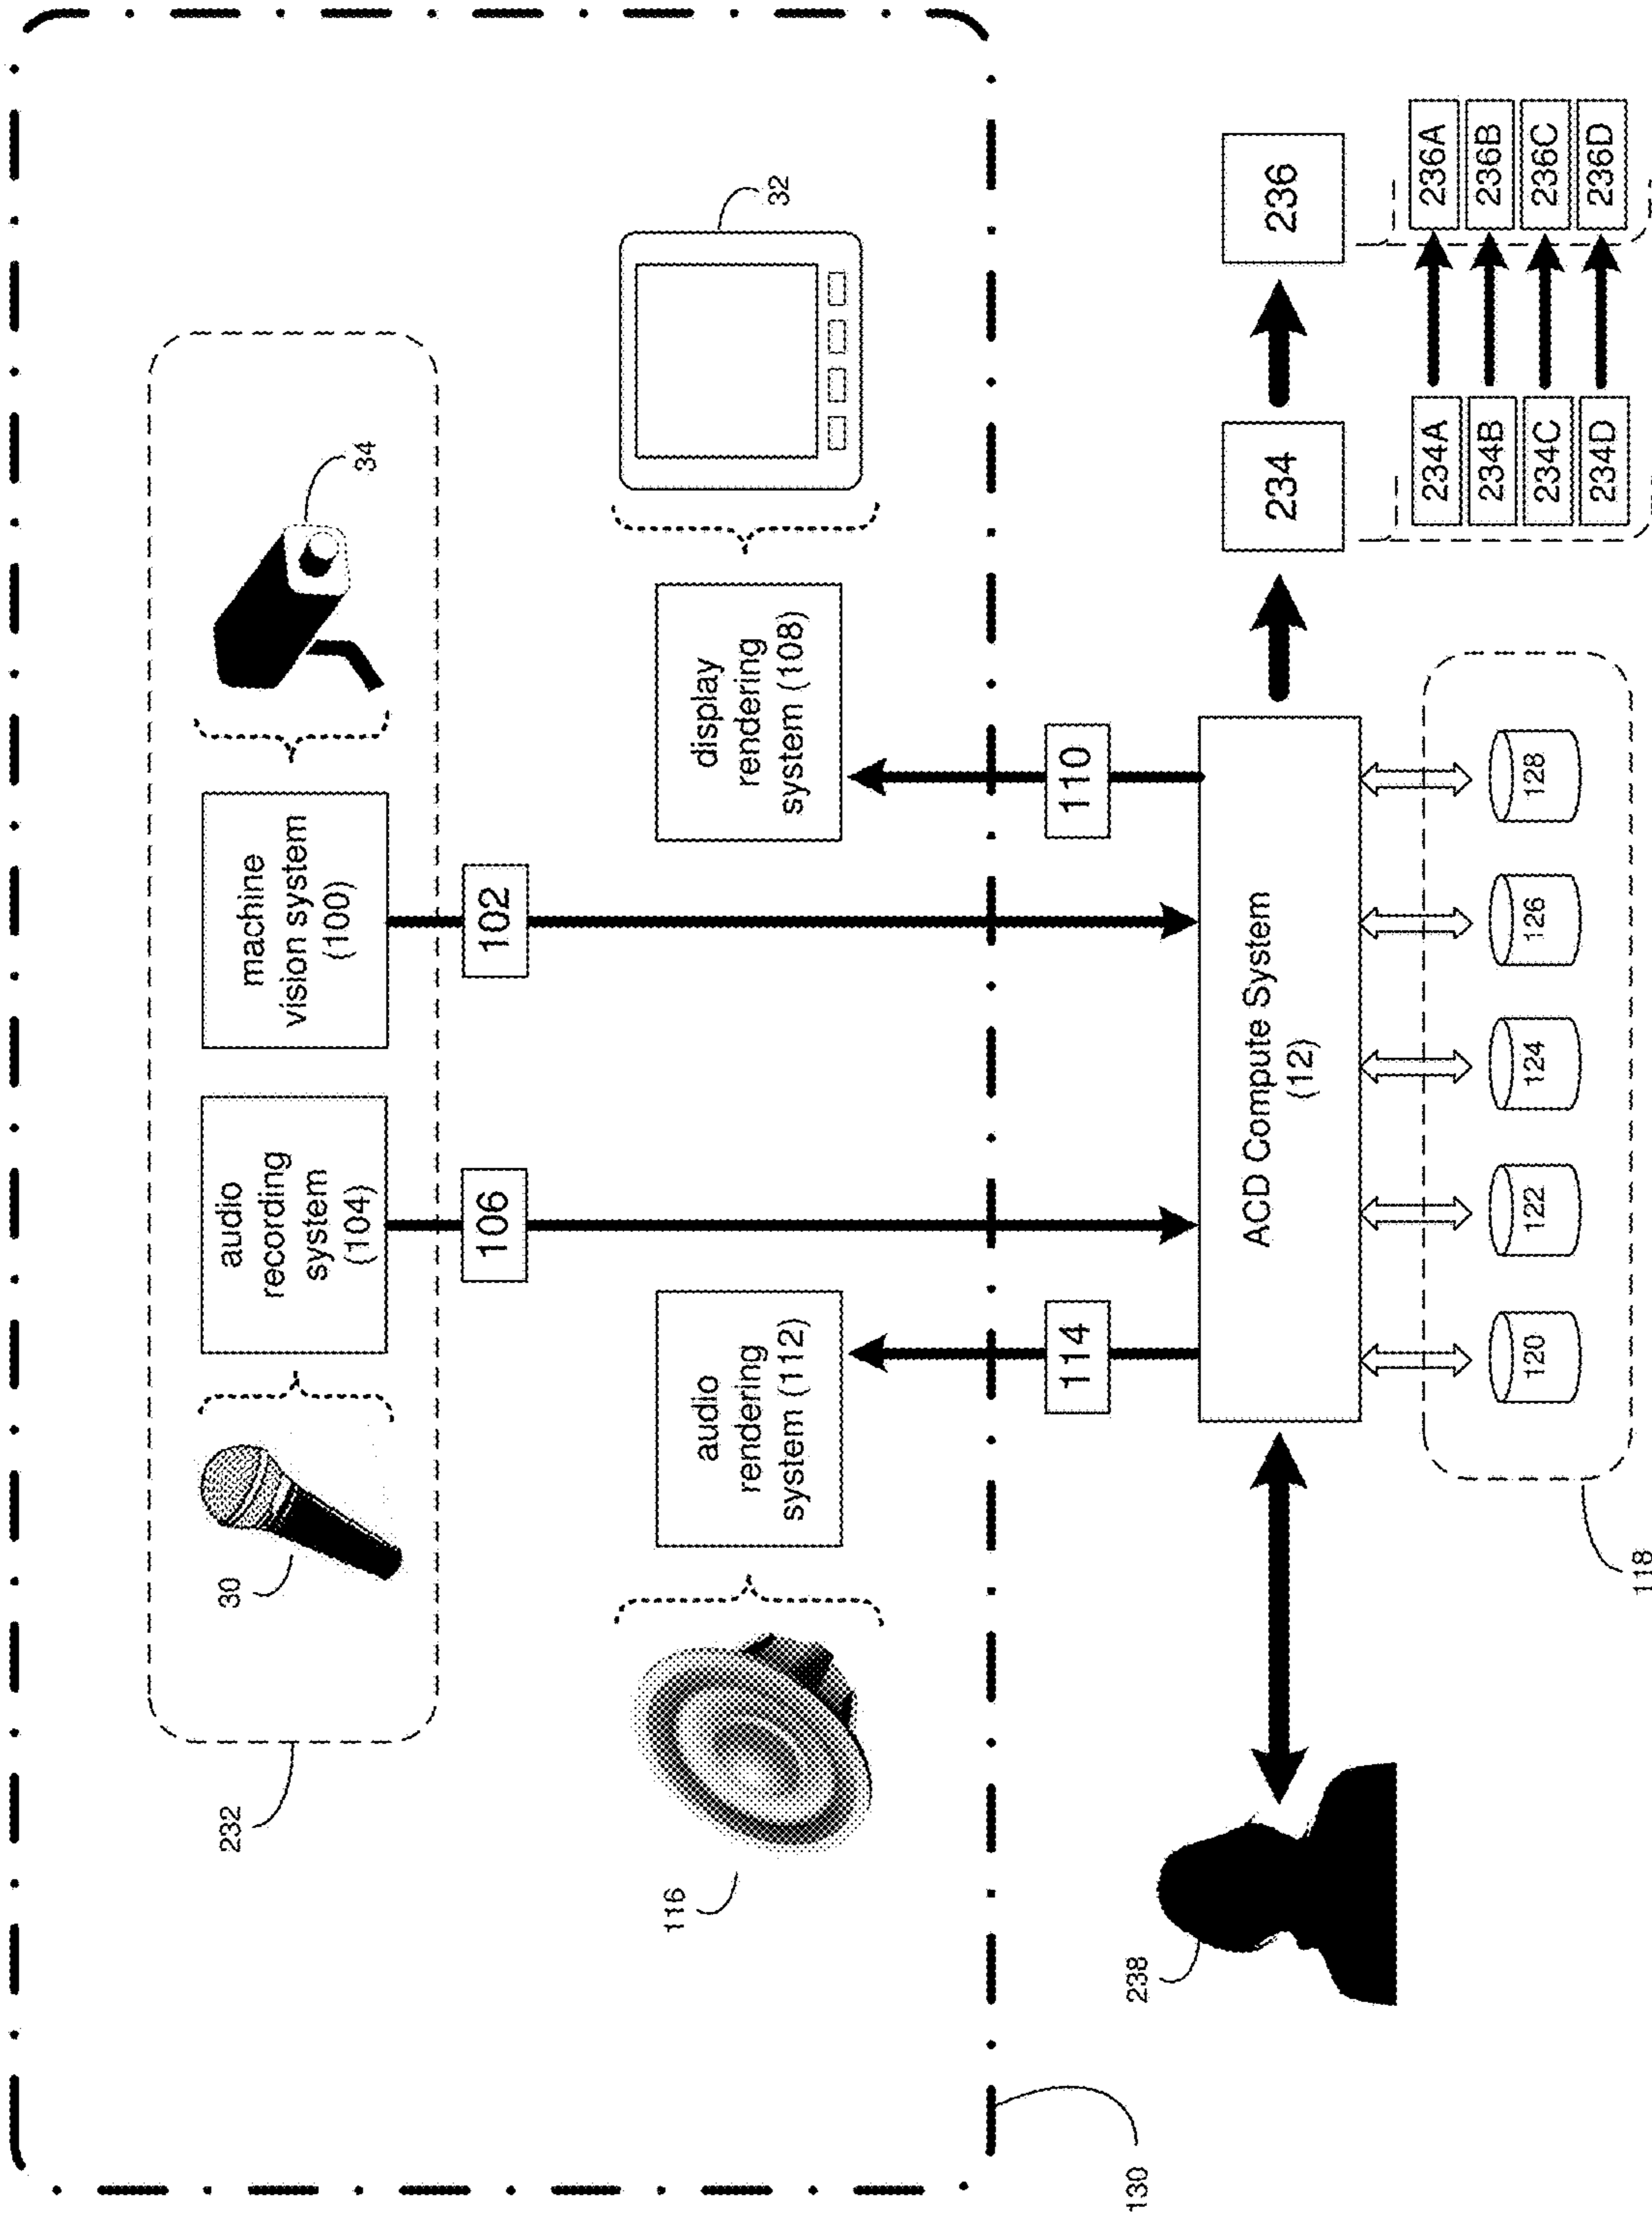 232
30
audio
recording
system
(104)
machine
vision system
(100)
34
106
102
116
audio
rendering
system (112)
display
rendering
system (108)
32
114
110
130
238
ACD Compute System
(12)
234
236
234A
236A
234B
236B
234C
236C
234D
236D
120
122
124
126
128
118